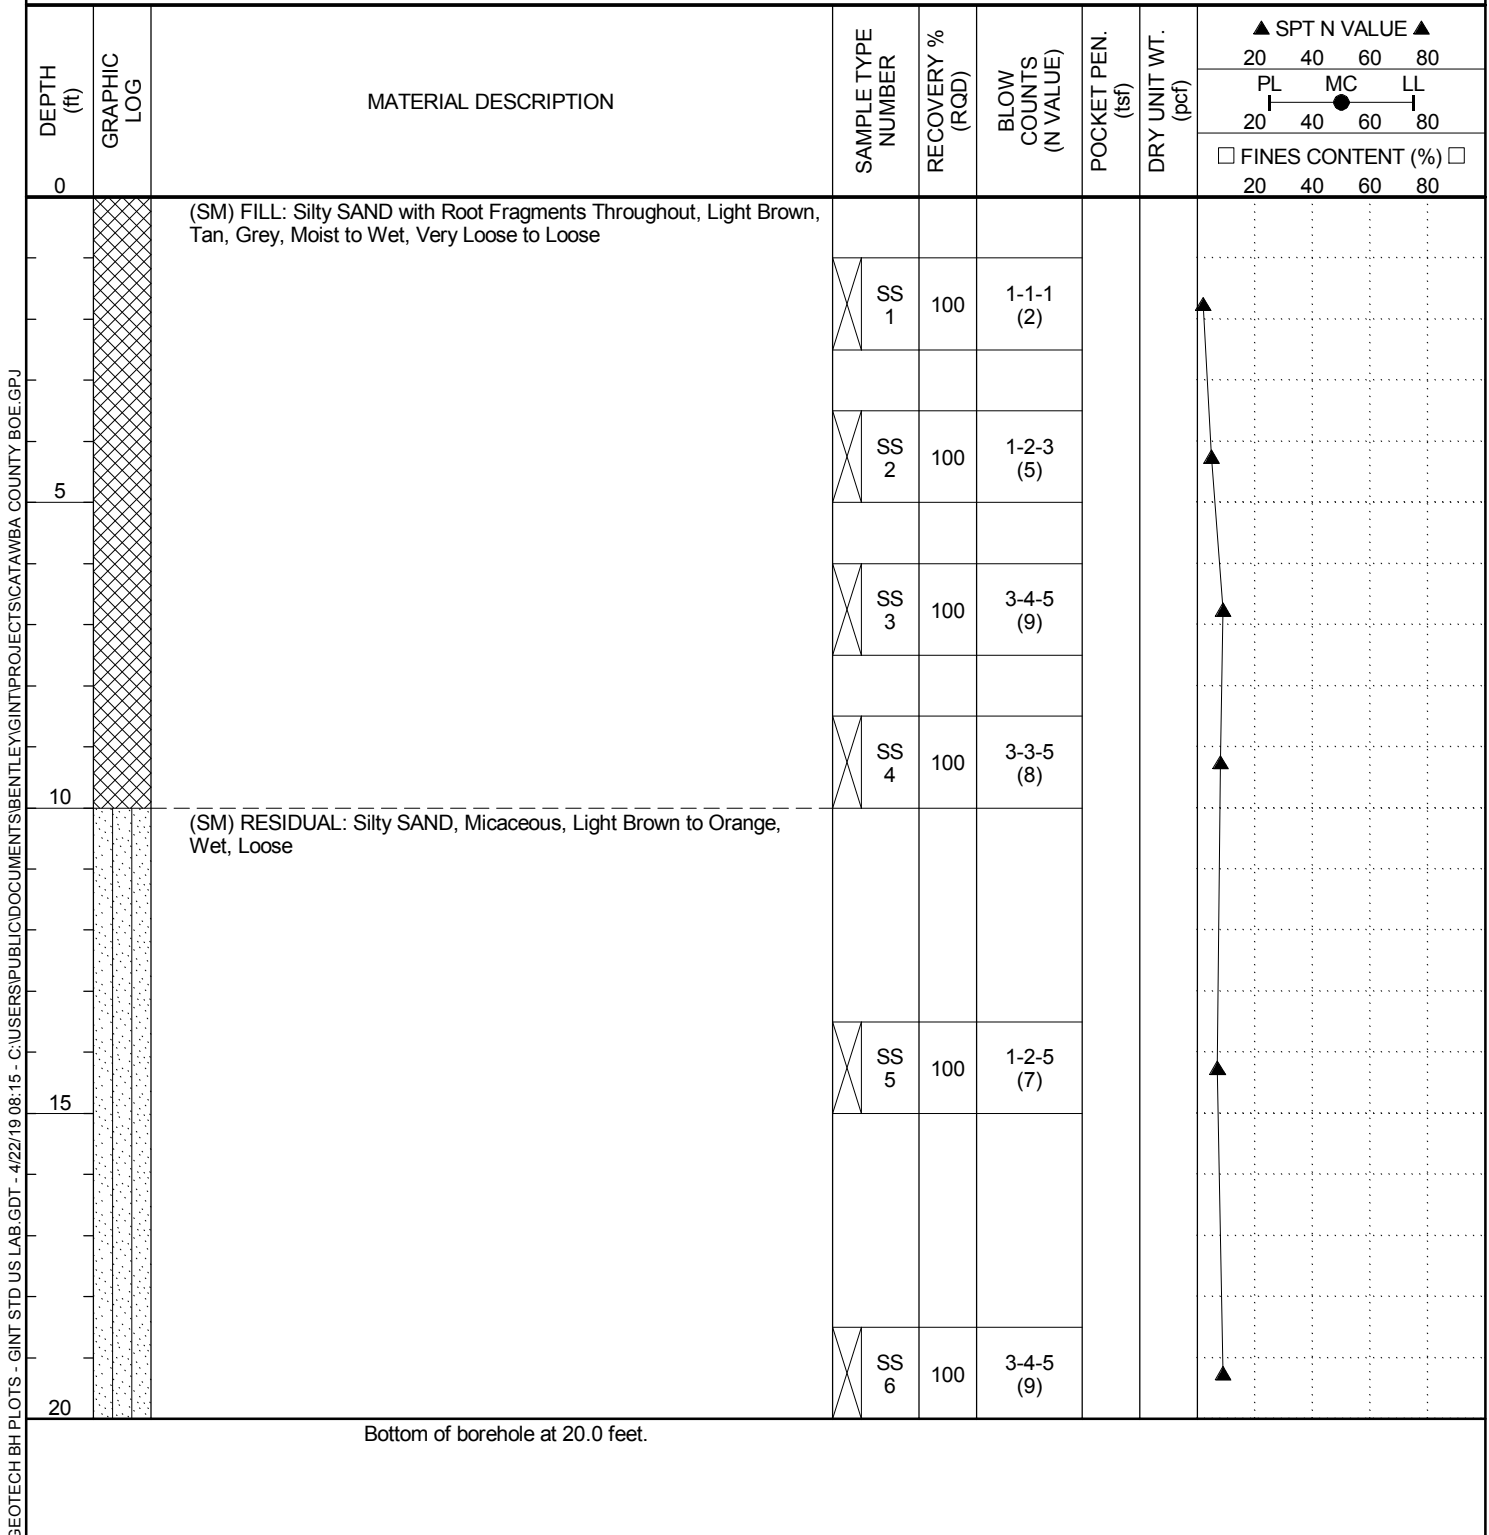 DEPTH
(ft)
GRAPHIC
LOG
MATERIAL DESCRIPTION
SAMPLE TYPE
NUMBER
RECOVERY %
(RQD)
BLOW
COUNTS
(N VALUE)
POCKET PEN.
(tsf)
DRY UNIT WT.
(pcf)
▲ SPT N VALUE ▲
20 40 60 80
PL MC LL
20 40 60 80
□ FINES CONTENT (%) □
20 40 60 80
0
(SM) FILL: Silty SAND with Root Fragments Throughout, Light Brown,
Tan, Grey, Moist to Wet, Very Loose to Loose
SS
1
100
1-1-1
(2)
SS
2
100
1-2-3
(5)
5
SS
3
100
3-4-5
(9)
SS
4
100
3-3-5
(8)
10
(SM) RESIDUAL: Silty SAND, Micaceous, Light Brown to Orange,
Wet, Loose
SS
5
100
1-2-5
(7)
15
SS
6
100
3-4-5
(9)
20
Bottom of borehole at 20.0 feet.
GEOTECH BH PLOTS - GINT STD US LAB.GDT - 4/22/19 08:15 - C:\USERS\PUBLIC\DOCUMENTS\BENTLEY\GINT\PROJECTS\CATAWBA COUNTY BOE.GPJ